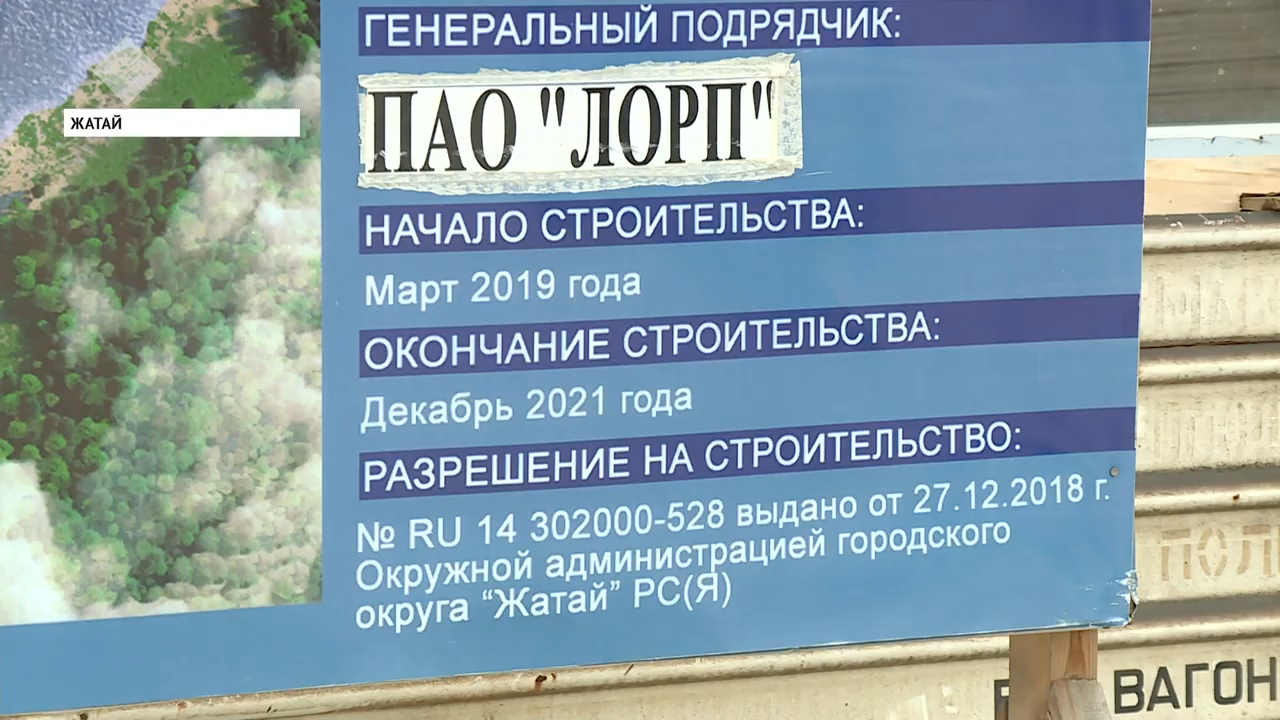 ГЕНЕРАЛЬНЫЙ ПОДРЯДЧИК:
ЖАТАЙ
ПАО "ЛОРП"
НАЧАЛО СТРОИТЕЛЬСТВА:
Март 2019 года
ОКОНЧАНИЕ СТРОИТЕЛЬСТВА:
Декабрь 2021 года
РАЗРЕШЕНИЕ НА СТРОИТЕЛЬСТВО:
№ RU 14 302000-528 выдано от 27.12.2018 г.
Окружной администрацией городского
округа “Жатай” РС(Я)
ПОЛ
ВАГОН